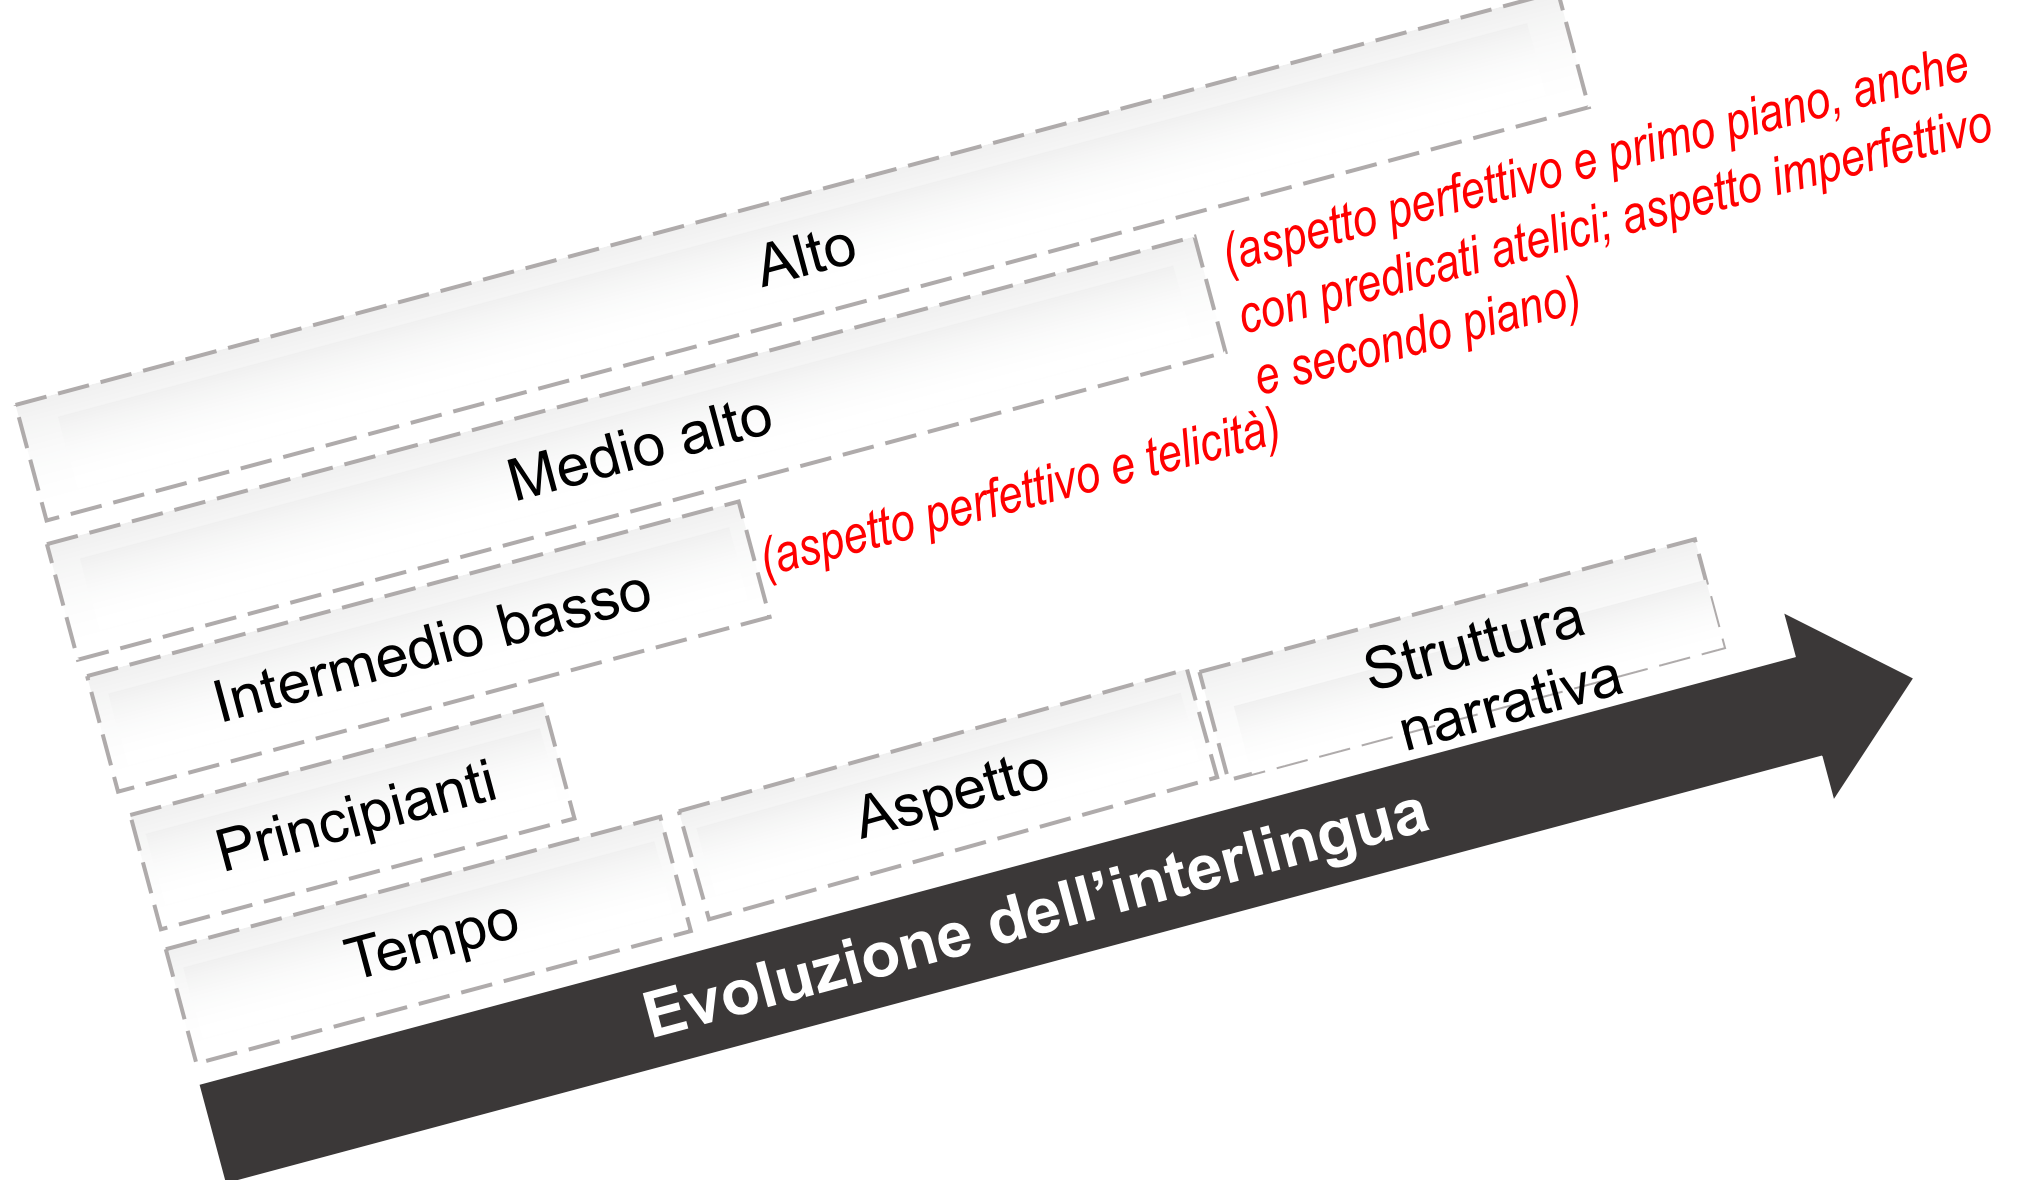 Alto
(aspetto perfettivo e primo piano, anche
con predicati atelici; aspetto imperfettivo
e secondo piano)
Medio alto
(aspetto perfettivo e telicità)
Intermedio basso
Principianti
Tempo
Aspetto
Struttura
narrativa
Evoluzione dell’interlingua